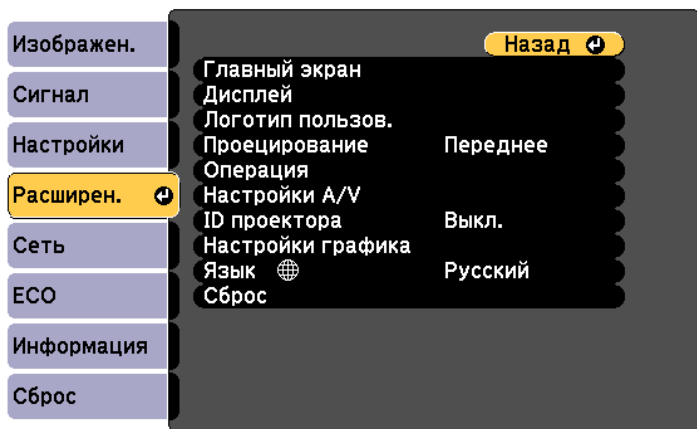 Изображен.
Сигнал
Настройки
Расширен.
Сеть
ECO
Информация
Сброс
Назад
Главный экран
Дисплей
Логотип пользов.
Проецирование Переднее
Операция
Настройки A/V
ID проектора Выкл.
Настройки графика
Язык Русский
Сброс